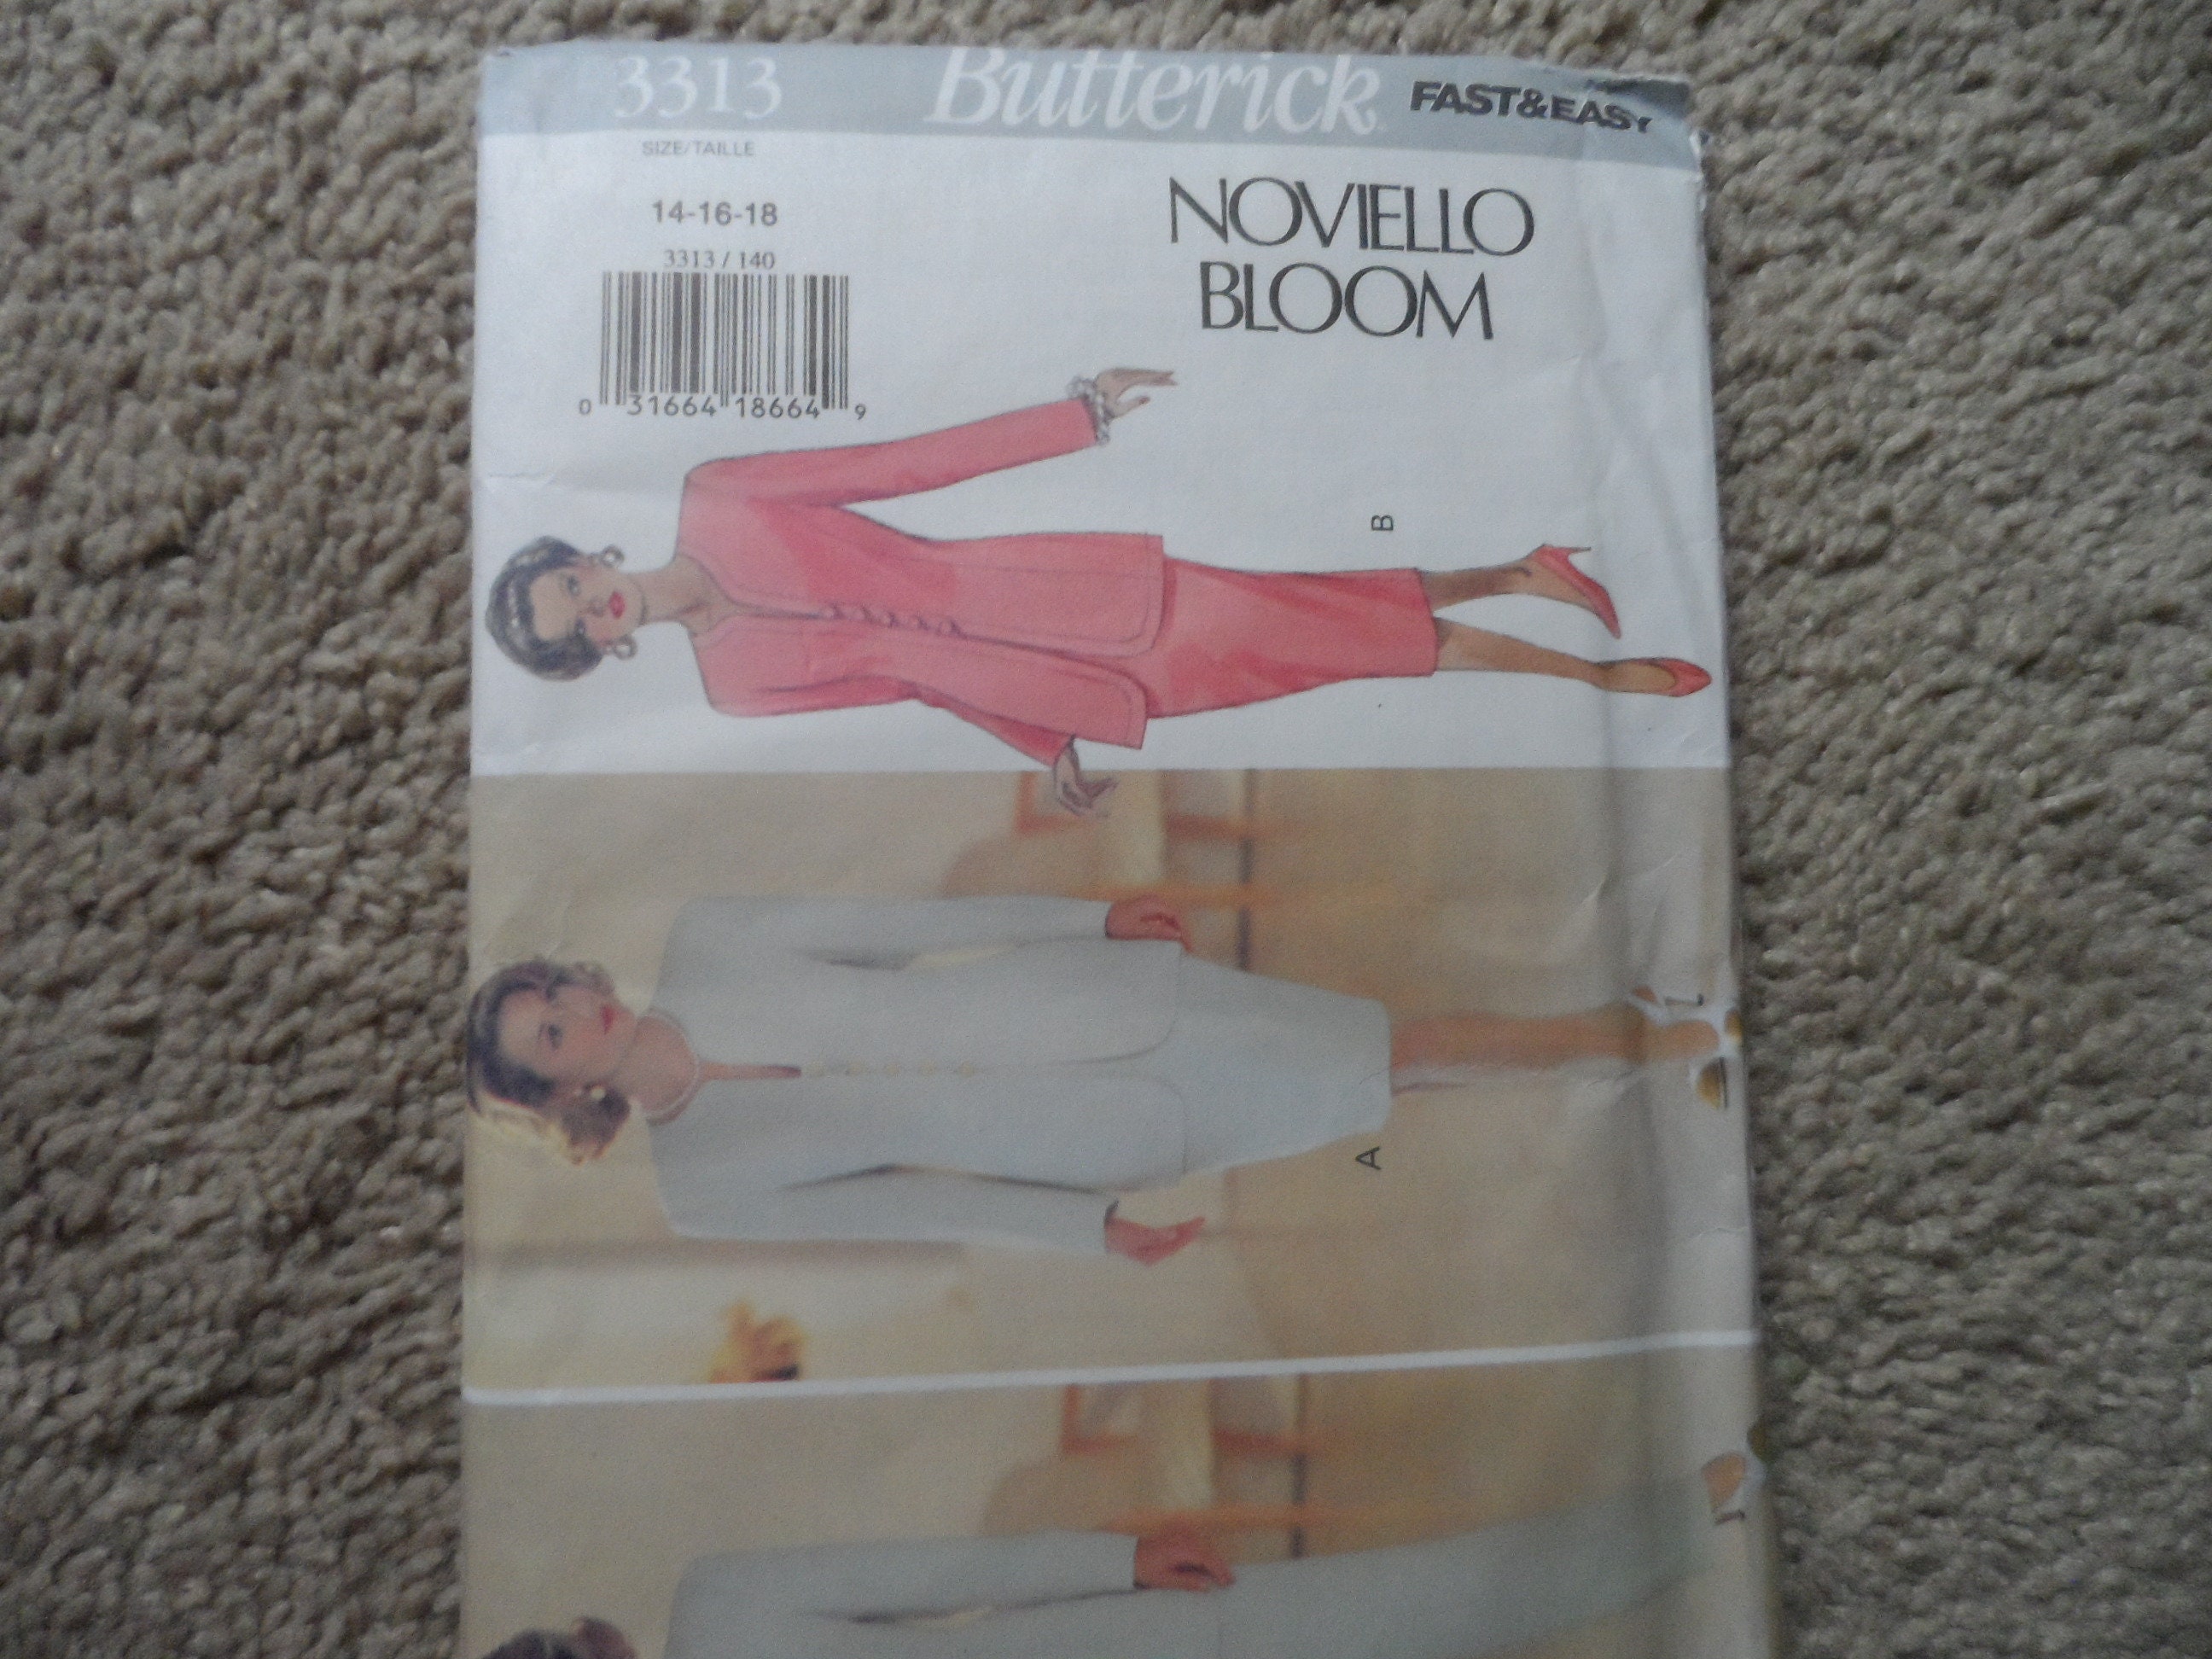 3313 Butterick FAST&EASY
SIZE/TAILLE
14-16-18
3313 / 140
0 31664 18664 9
NOVIELLO
BLOOM
B
A